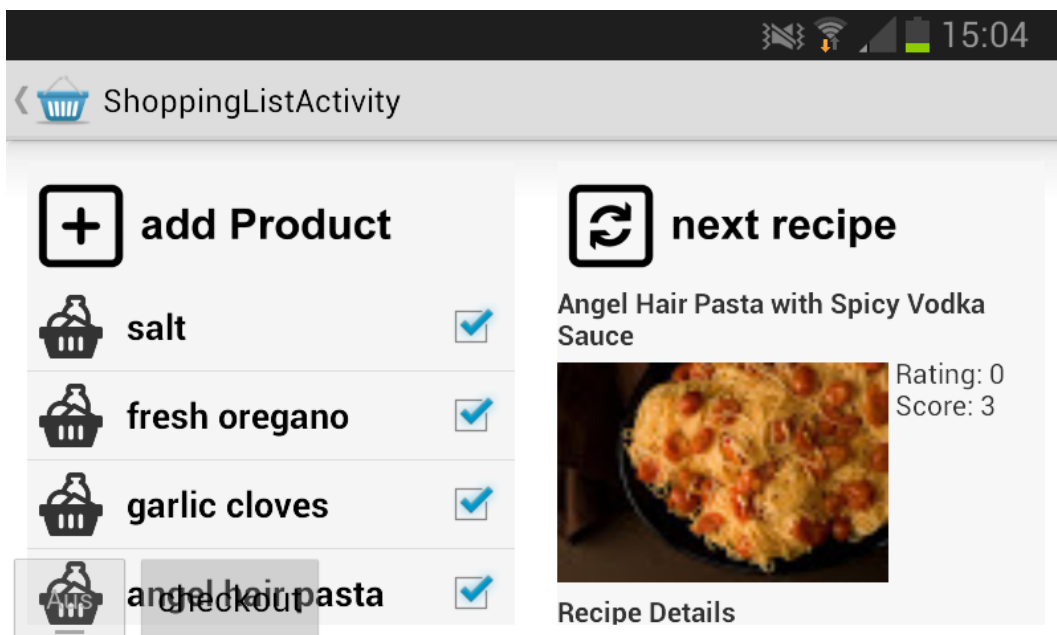 15:04
ShoppingListActivity
add Product
next recipe
salt
fresh oregano
garlic cloves
angel hair pasta
Aus
checkout
Angel Hair Pasta with Spicy Vodka
Sauce
Rating: 0
Score: 3
Recipe Details